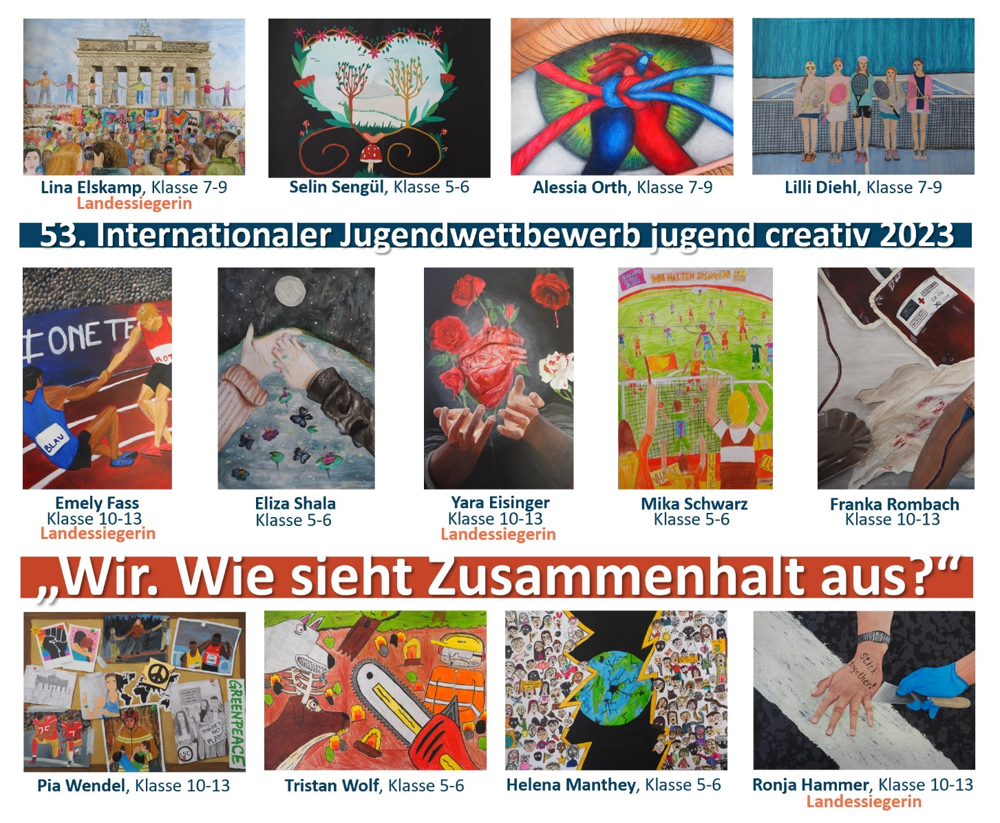 Lina Elskamp, Klasse 7-9
Landessiegerin
Selin Sengül, Klasse 5-6
Alessia Orth, Klasse 7-9
Lilli Diehl, Klasse 7-9
53. Internationaler Jugendwettbewerb jugend creativ 2023
WIR HALTEN ZUSAMMEN!
ONE TE
ROT
BLAU
Emely Fass
Klasse 10-13
Landessiegerin
Eliza Shala
Klasse 5-6
Yara Eisinger
Klasse 10-13
Landessiegerin
Mika Schwarz
Klasse 5-6
Franka Rombach
Klasse 10-13
„Wir. Wie sieht Zusammenhalt aus?“
GREENPEACE
THERE'S
NO
PLAN
1,5°C
Stick
together!
Pia Wendel, Klasse 10-13
Tristan Wolf, Klasse 5-6
Helena Manthey, Klasse 5-6
Ronja Hammer, Klasse 10-13
Landessiegerin